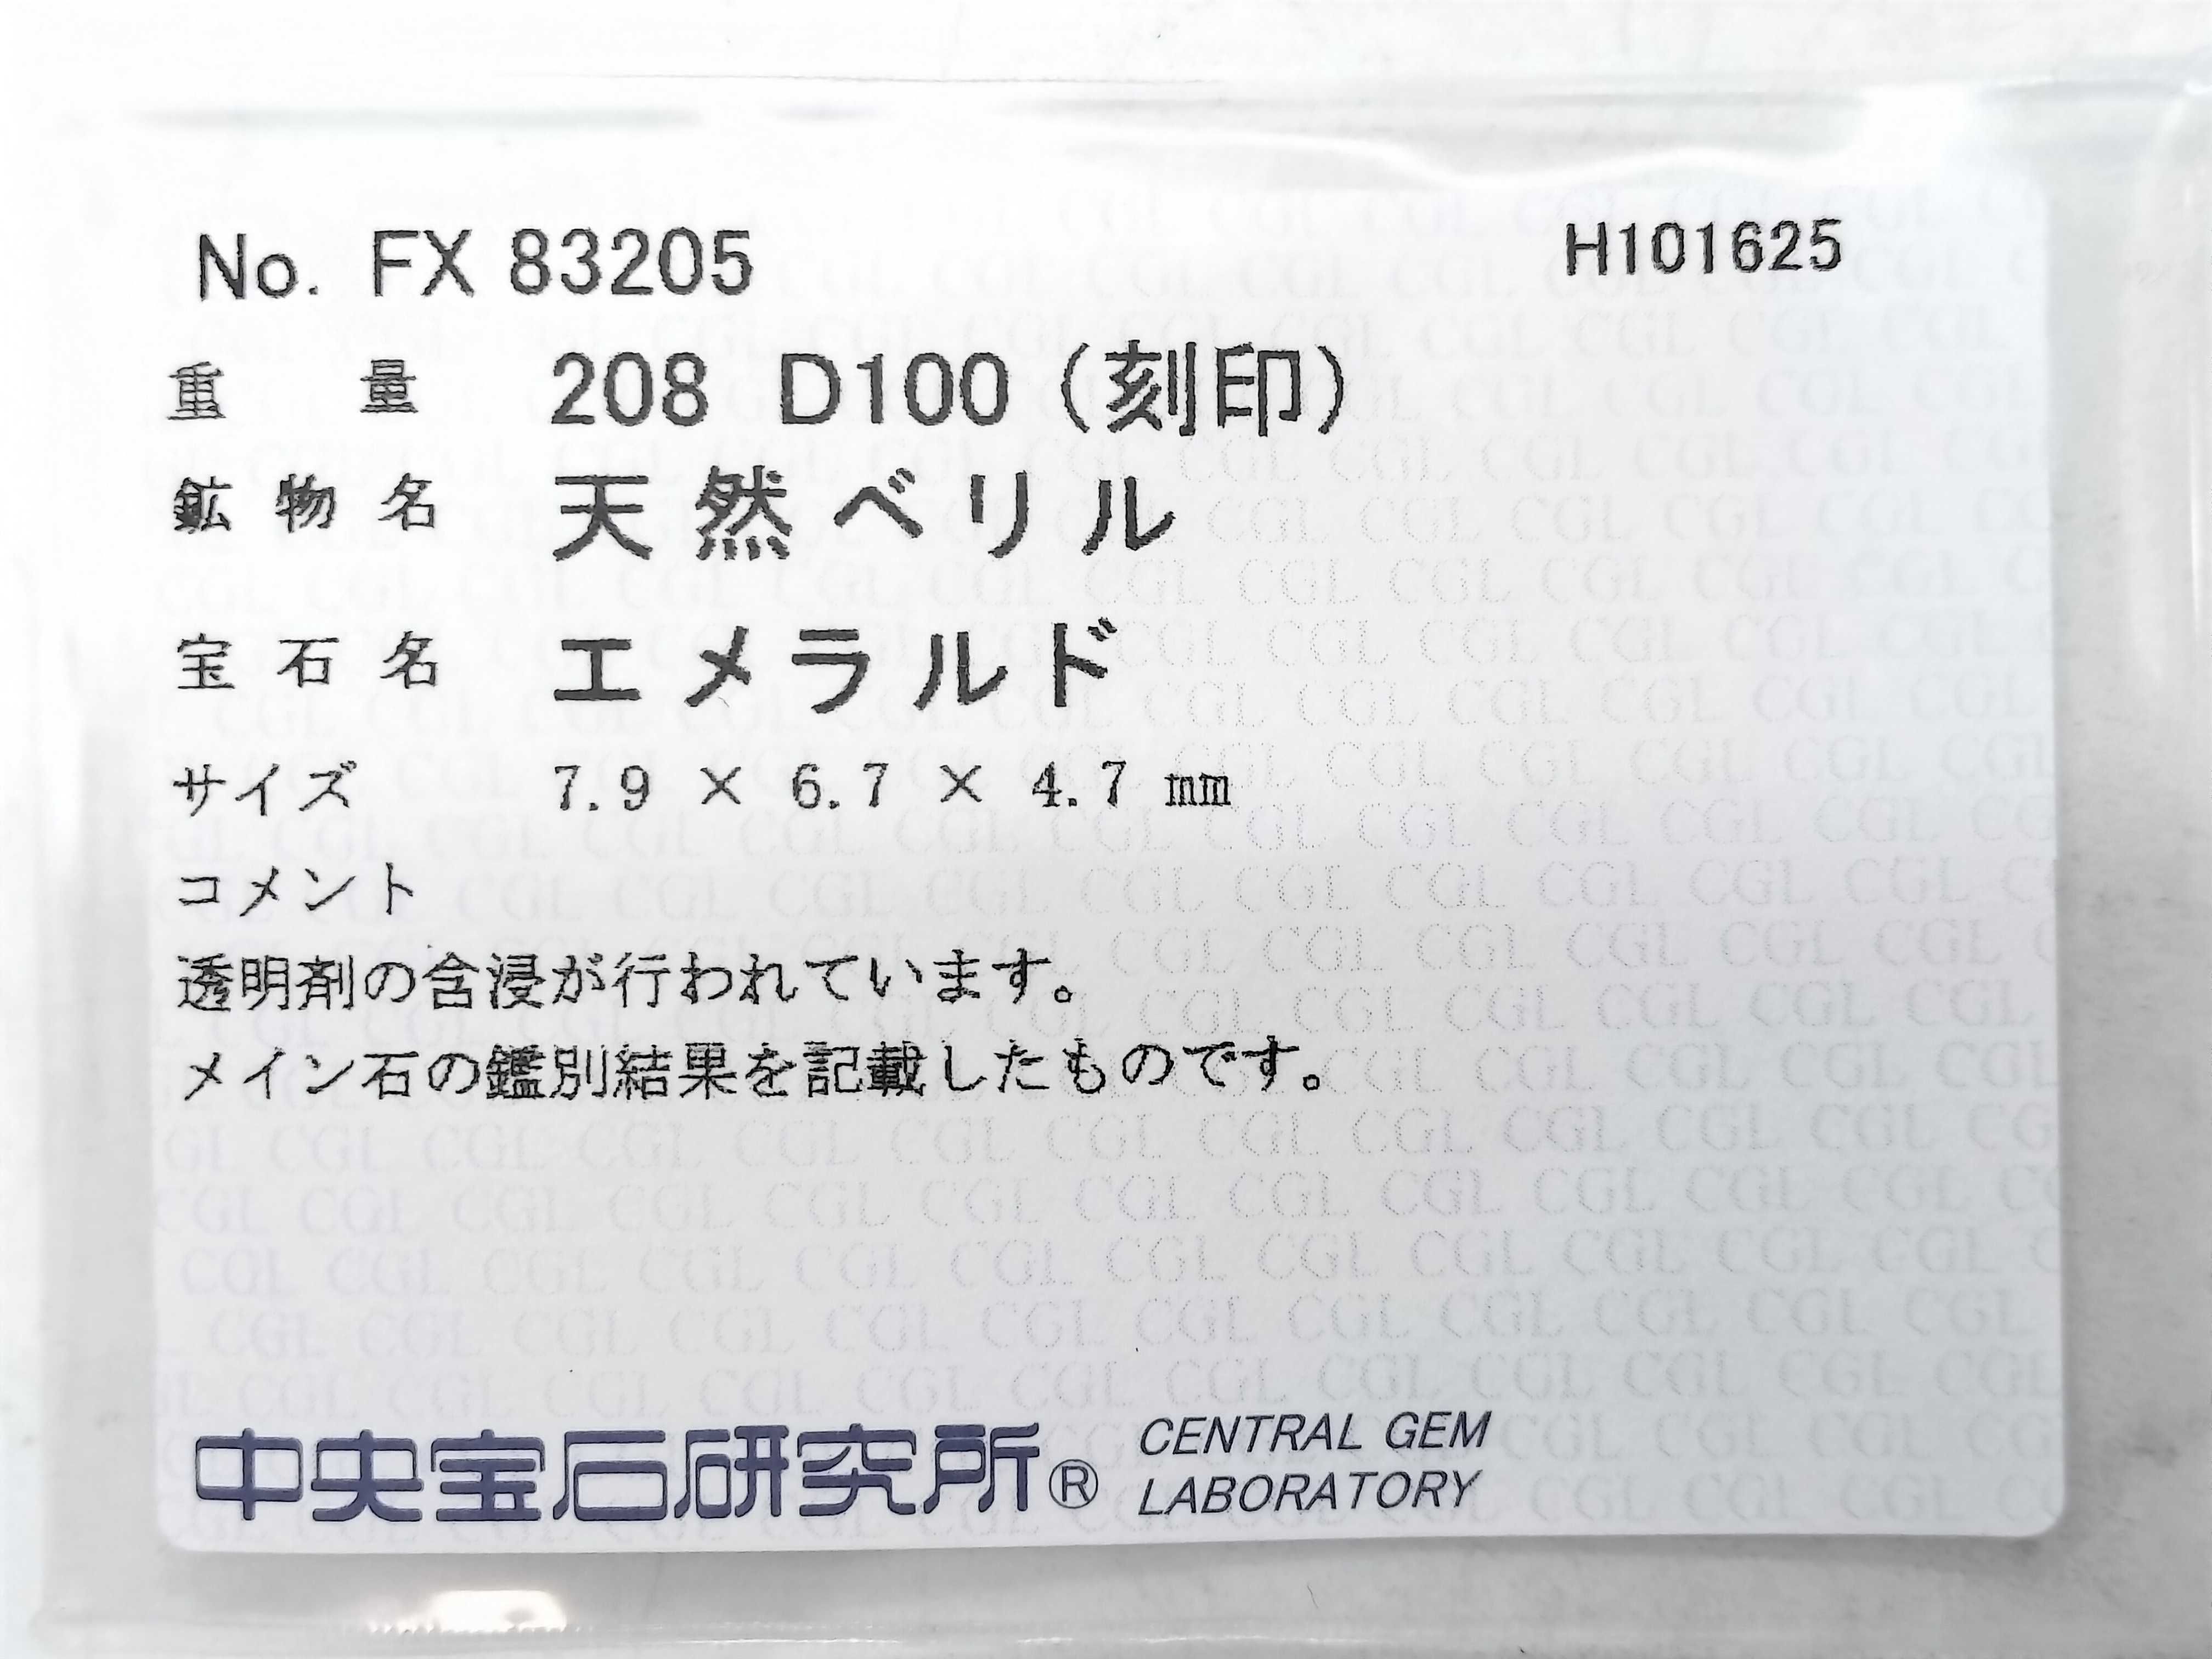 No. FX 83205 H101625
重量 208 D100 (刻印)
鉱物名 天然ベリル
宝石名 エメラルド
サイズ 7.9 × 6.7 × 4.7 mm
コメント
透明剤の含浸が行われています。
メイン石の鑑別結果を記載したものです。
中央宝石研究所® CENTRAL GEM
LABORATORY